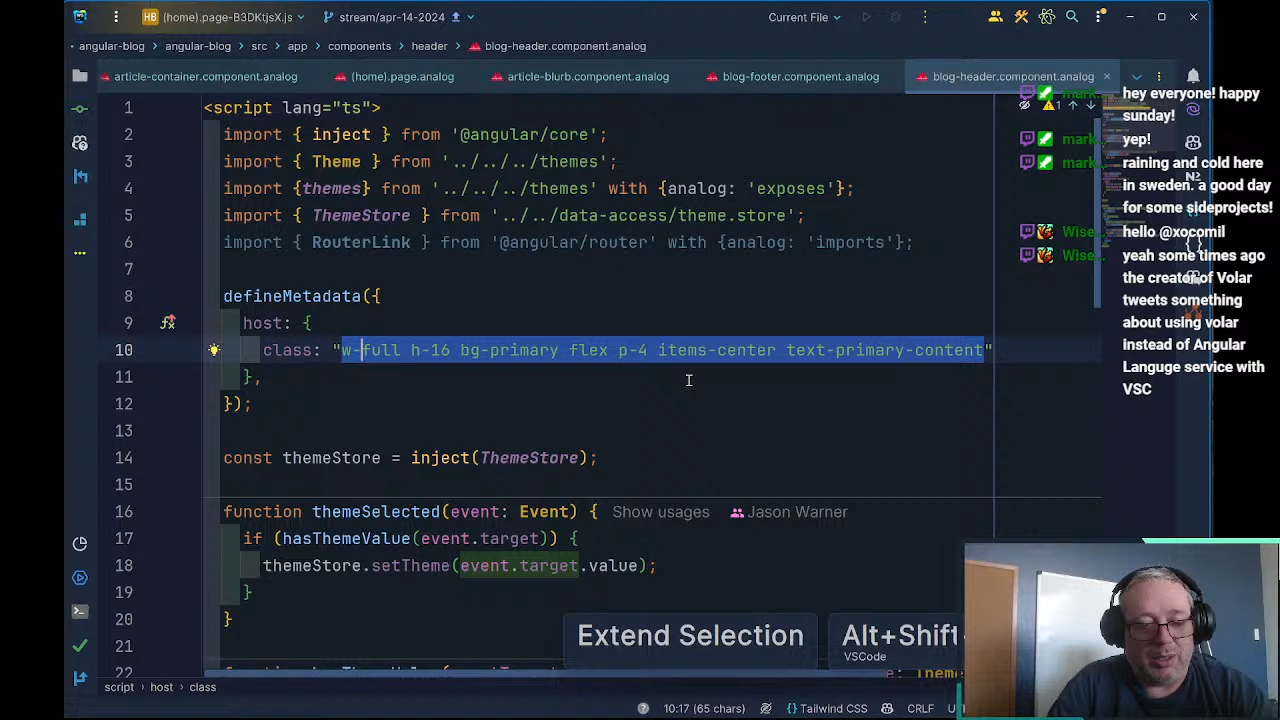 HB (home).page-B3DKtjsX.js
stream/apr-14-2024
Current File
angular-blog > angular-blog > src > app > components > header > blog-header.component.analog
article-container.component.analog
(home).page.analog
article-blurb.component.analog
blog-footer.component.analog
blog-header.component.analog
1 <script lang="ts">
2 import { inject } from '@angular/core';
3 import { Theme } from '../../../themes';
4 import {themes} from '../../../themes' with {analog: 'exposes'};
5 import { ThemeStore } from '../../data-access/theme.store';
6 import { RouterLink } from '@angular/router' with {analog: 'imports'};
7
8 defineMetadata({
9 host: {
10 class: "w-full h-16 bg-primary flex p-4 items-center text-primary-content"
11 },
12 });
13
14 const themeStore = inject(ThemeStore);
15
16 function themeSelected(event: Event) { Show usages Jason Warner
17 if (hasThemeValue(event.target)) {
18 themeStore.setTheme(event.target.value);
19 }
20 }
21
22
1
mark
hey everyone! happy
sunday!
mark
yep!
mark
raining and cold here
in sweden. a good day
for some sideprojects!
Wise
hello @xocomil
Wise
yeah some times ago
the creator of Volar
tweets something
about using volar
instead of Angular
Languge service with
VSC
Extend Selection
Alt+Shift
VSCode
script > host > class
10:17 (65 chars)
Tailwind CSS
CRLF